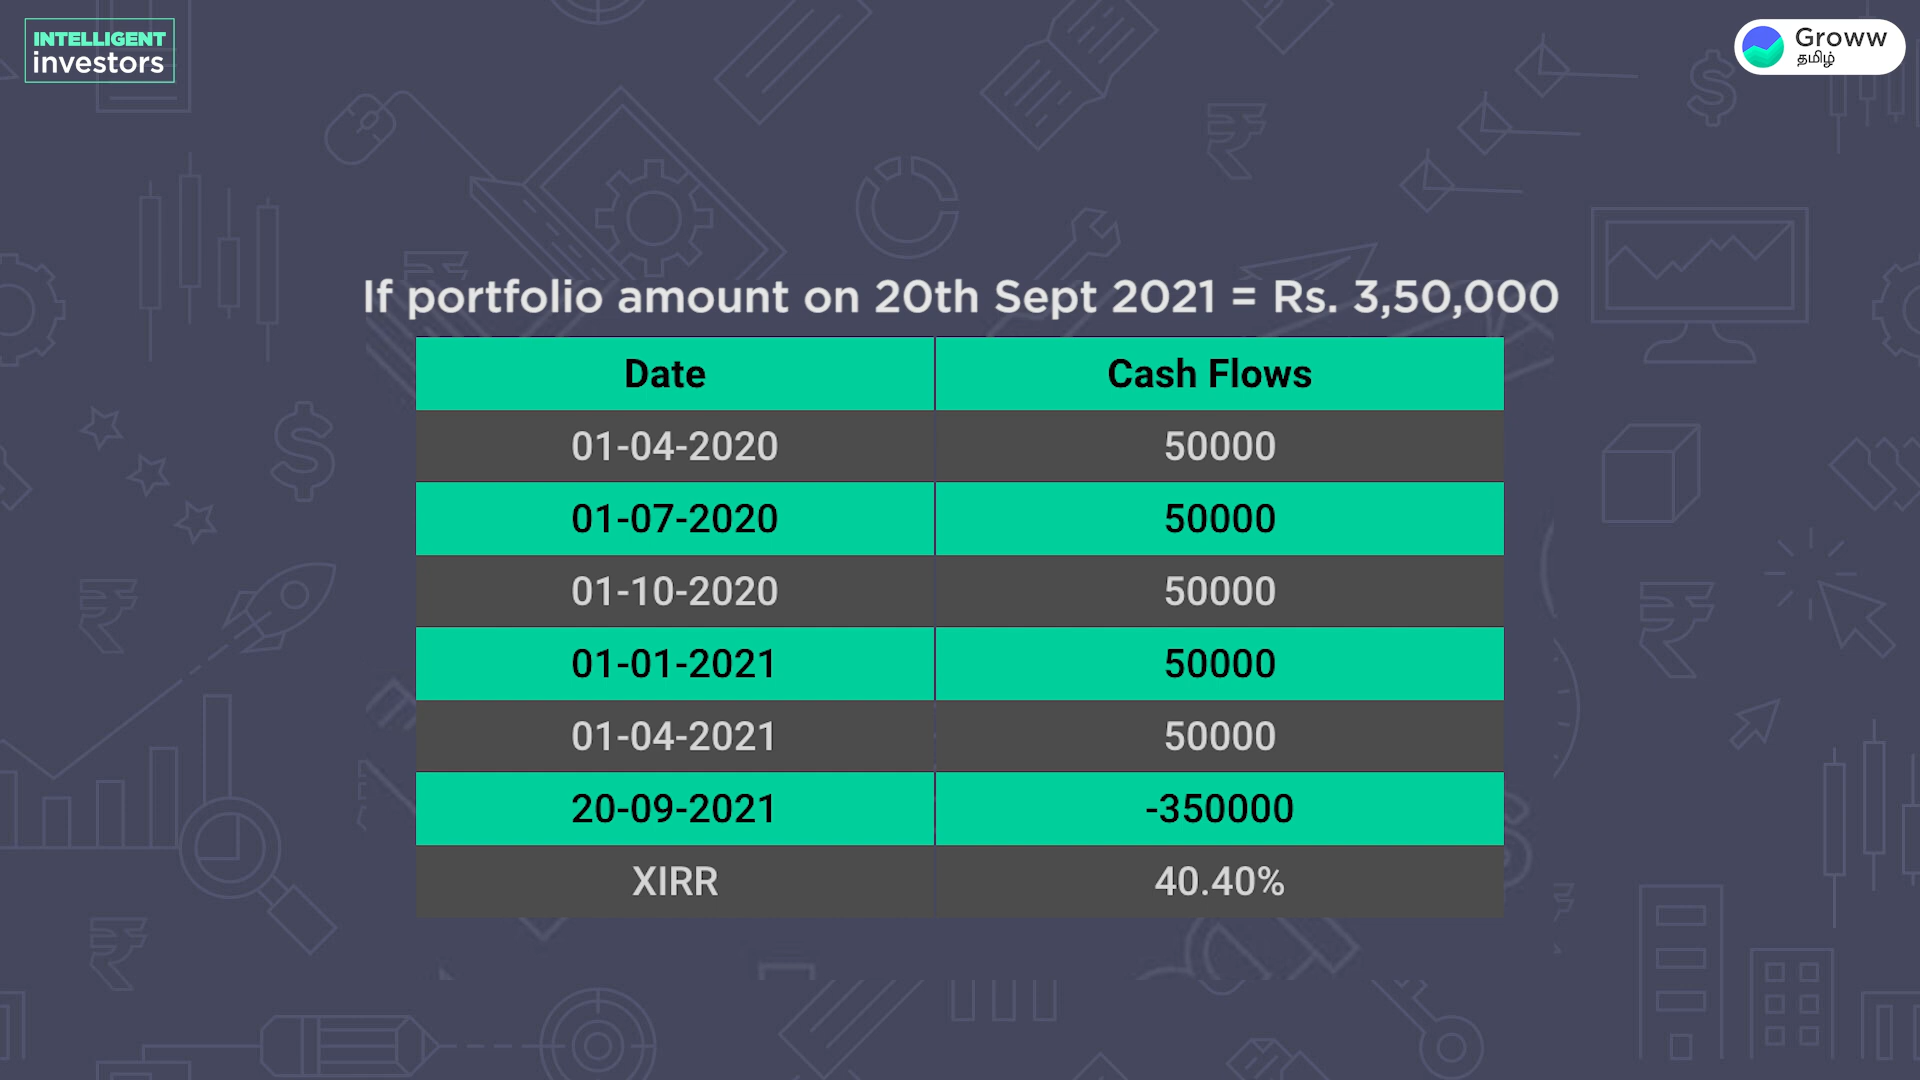 INTELLIGENT
investors
Groww
தமிழ்
If portfolio amount on 20th Sept 2021 = Rs. 3,50,000
Date Cash Flows
01-04-2020 50000
01-07-2020 50000
01-10-2020 50000
01-01-2021 50000
01-04-2021 50000
20-09-2021 -350000
XIRR 40.40%